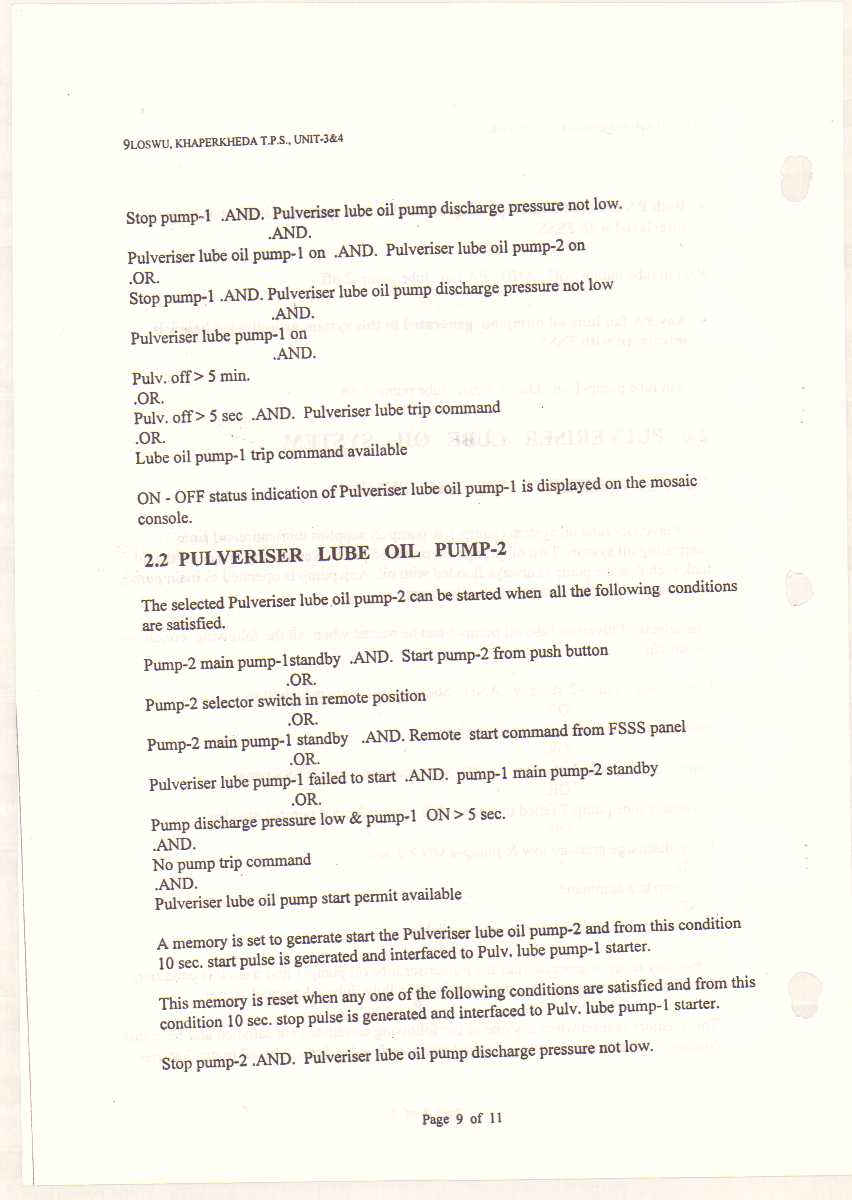 9LOSWU, KHAPERKHEDA T.P.S., UNIT-3&4
Stop pump-1 .AND. Pulveriser lube oil pump discharge pressure not low.
.AND.
Pulveriser lube oil pump-1 on .AND. Pulveriser lube oil pump-2 on
.OR.
Stop pump-1 .AND. Pulveriser lube oil pump discharge pressure not low
.AND.
Pulveriser lube pump-1 on
.AND.
Pulv. off > 5 min.
.OR.
Pulv. off > 5 sec .AND. Pulveriser lube trip command
.OR.
Lube oil pump-1 trip command available
ON - OFF status indication of Pulveriser lube oil pump-1 is displayed on the mosaic
console.
2.2 PULVERISER LUBE OIL PUMP-2
The selected Pulveriser lube oil pump-2 can be started when all the following conditions
are satisfied.
Pump-2 main pump-1standby .AND. Start pump-2 from push button
.OR.
Pump-2 selector switch in remote position
.OR.
Pump-2 main pump-1 standby .AND. Remote start command from FSSS panel
.OR.
Pulveriser lube pump-1 failed to start .AND. pump-1 main pump-2 standby
.OR.
Pump discharge pressure low & pump-1 ON > 5 sec.
.AND.
No pump trip command
.AND.
Pulveriser lube oil pump start permit available
A memory is set to generate start the Pulveriser lube oil pump-2 and from this condition
10 sec. start pulse is generated and interfaced to Pulv. lube pump-1 starter.
This memory is reset when any one of the following conditions are satisfied and from this
condition 10 sec. stop pulse is generated and interfaced to Pulv. lube pump-1 starter.
Stop pump-2 .AND. Pulveriser lube oil pump discharge pressure not low.
Page 9 of 11